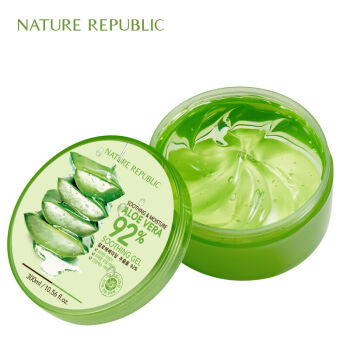 NATURE REPUBLIC
NATURE REPUBLIC
SOOTHING & MOISTURE
ALOE VERA
92%
SOOTHING GEL
300ml / 10.56 fl.oz.